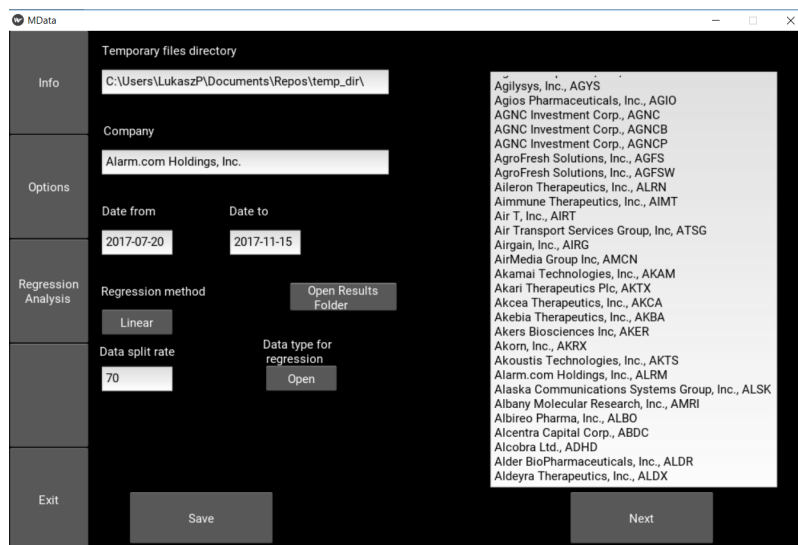 MData
Info
Options
Regression
Analysis
Exit
Temporary files directory
C:\Users\LukaszP\Documents\Repos\temp_dir\
Company
Alarm.com Holdings, Inc.
Date from
Date to
2017-07-20
2017-11-15
Regression method
Open Results
Folder
Linear
Data split rate
Data type for
regression
70
Open
Save
Agilysys, Inc., AGYS
Agios Pharmaceuticals, Inc., AGIO
AGNC Investment Corp., AGNC
AGNC Investment Corp., AGNCB
AGNC Investment Corp., AGNCP
AgroFresh Solutions, Inc., AGFS
AgroFresh Solutions, Inc., AGFSW
Aileron Therapeutics, Inc., ALRN
Aimmune Therapeutics, Inc., AIMT
Air T, Inc., AIRT
Air Transport Services Group, Inc, ATSG
Airgain, Inc., AIRG
AirMedia Group Inc, AMCN
Akamai Technologies, Inc., AKAM
Akari Therapeutics Plc, AKTX
Akcea Therapeutics, Inc., AKCA
Akebia Therapeutics, Inc., AKBA
Akers Biosciences Inc, AKER
Akorn, Inc., AKRX
Akoustis Technologies, Inc., AKTS
Alarm.com Holdings, Inc., ALRM
Alaska Communications Systems Group, Inc., ALSK
Albany Molecular Research, Inc., AMRI
Albireo Pharma, Inc., ALBO
Alcentra Capital Corp., ABDC
Alcobra Ltd., ADHD
Alder BioPharmaceuticals, Inc., ALDR
Aldeyra Therapeutics, Inc., ALDX
Next